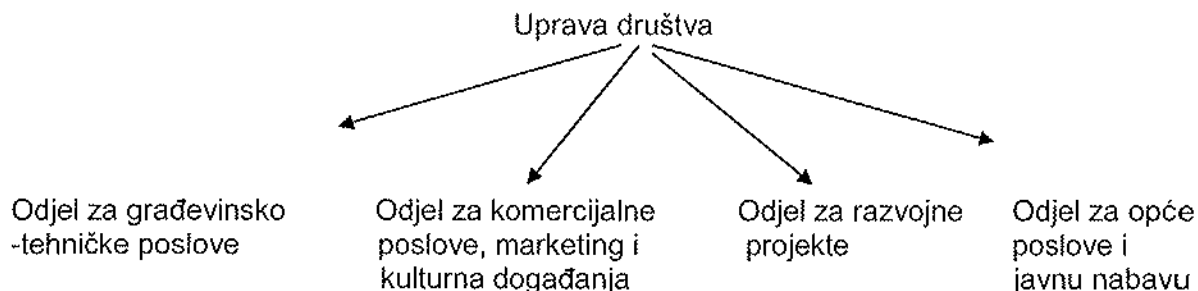 Uprava društva
Odjel za građevinsko
-tehničke poslove
Odjel za komercijalne
poslove, marketing i
kulturna događanja
Odjel za razvojne
projekte
Odjel za opće
poslove i
javnu nabavu